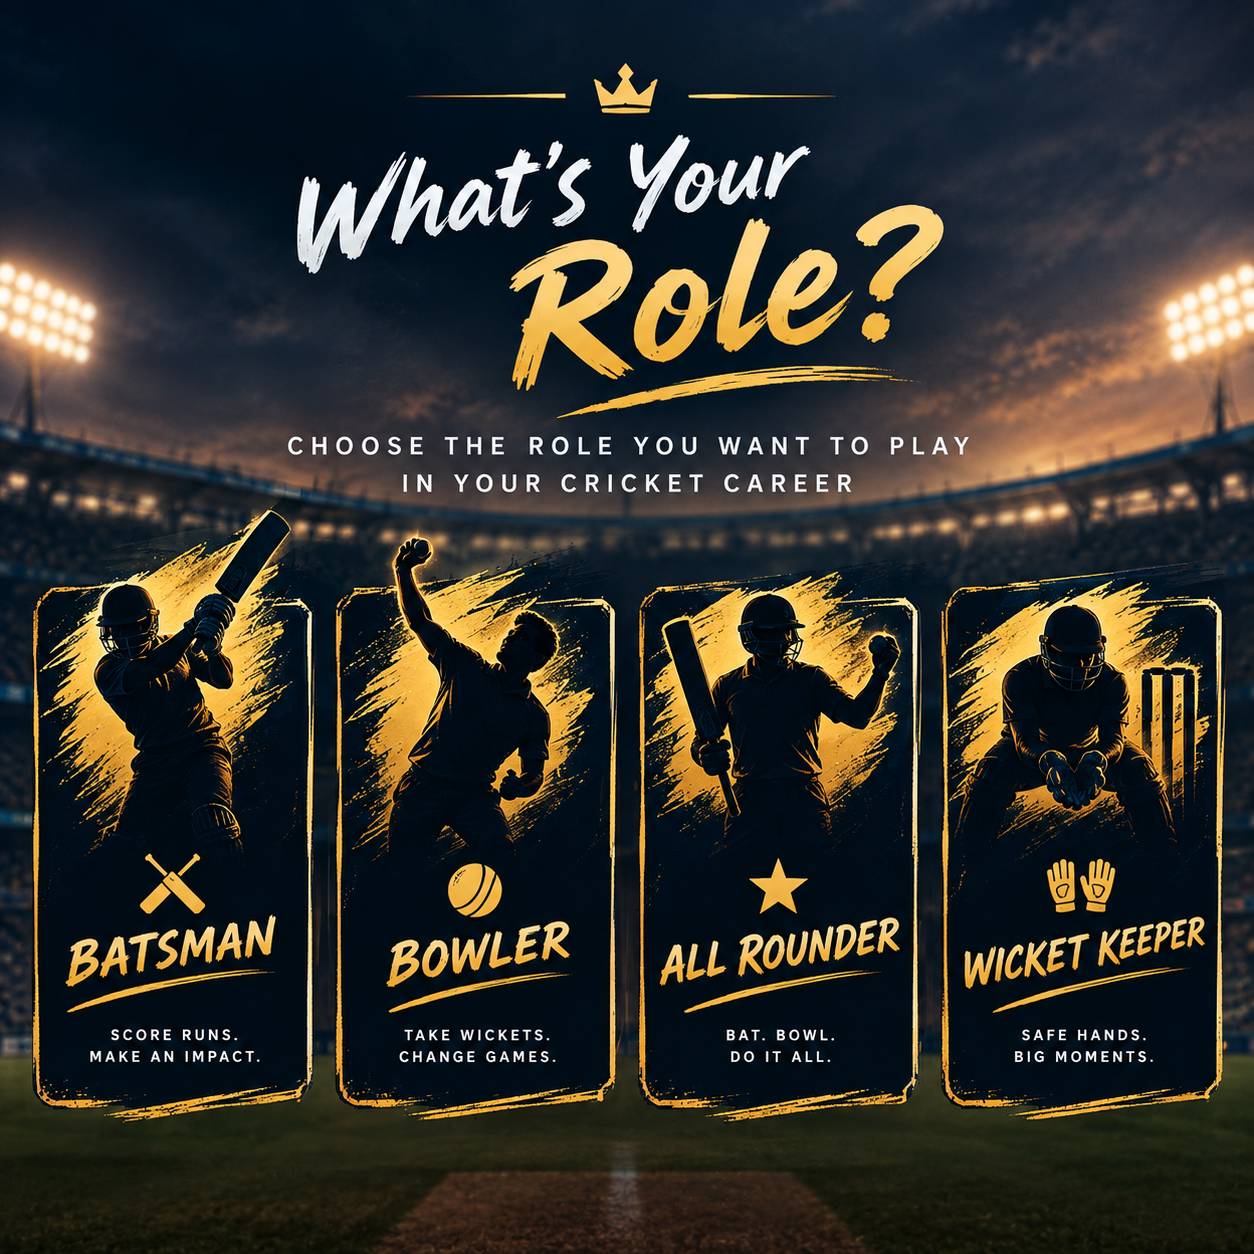 What's Your
Role?
CHOOSE THE ROLE YOU WANT TO PLAY
IN YOUR CRICKET CAREER
BATSMAN
SCORE RUNS.
MAKE AN IMPACT.
BOWLER
TAKE WICKETS.
CHANGE GAMES.
ALL ROUNDER
BAT. BOWL.
DO IT ALL.
WICKET KEEPER
SAFE HANDS.
BIG MOMENTS.